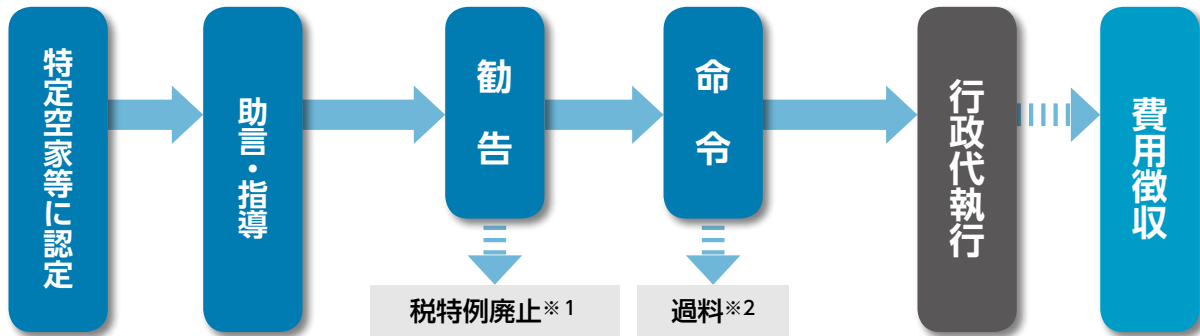 特定空家等に認定
助言・指導
勧告
命令
行政代執行
費用徴収
税特例廃止※1
過料※2